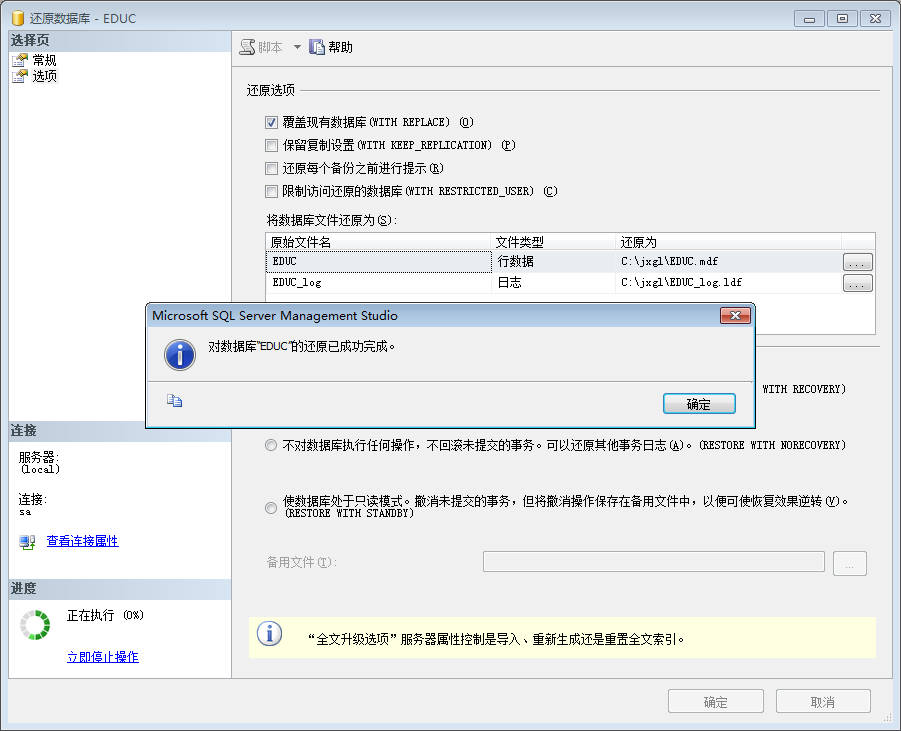 还原数据库 - EDUC
选择页
常规
选项
脚本
帮助
还原选项
覆盖现有数据库(WITH REPLACE) (O)
保留复制设置(WITH KEEP_REPLICATION) (P)
还原每个备份之前进行提示(R)
限制访问还原的数据库(WITH RESTRICTED_USER) (C)
将数据库文件还原为(S):
原始文件名 文件类型 还原为
EDUC 行数据 C:\jxgl\EDUC.mdf ...
EDUC_log 日志 C:\jxgl\EDUC_log.ldf ...
Microsoft SQL Server Management Studio
对数据库"EDUC"的还原已成功完成。
确定
WITH RECOVERY)
不对数据库执行任何操作，不回滚未提交的事务。可以还原其他事务日志(A)。(RESTORE WITH NORECOVERY)
使数据库处于只读模式。撤消未提交的事务，但将撤消操作保存在备用文件中，以便可使恢复效果逆转(V)。
(RESTORE WITH STANDBY)
备用文件(T):
...
“全文升级选项”服务器属性控制是导入、重新生成还是重置全文索引。
连接
服务器:
(local)
连接:
sa
查看连接属性
进度
正在执行 (0%)
立即停止操作
确定
取消